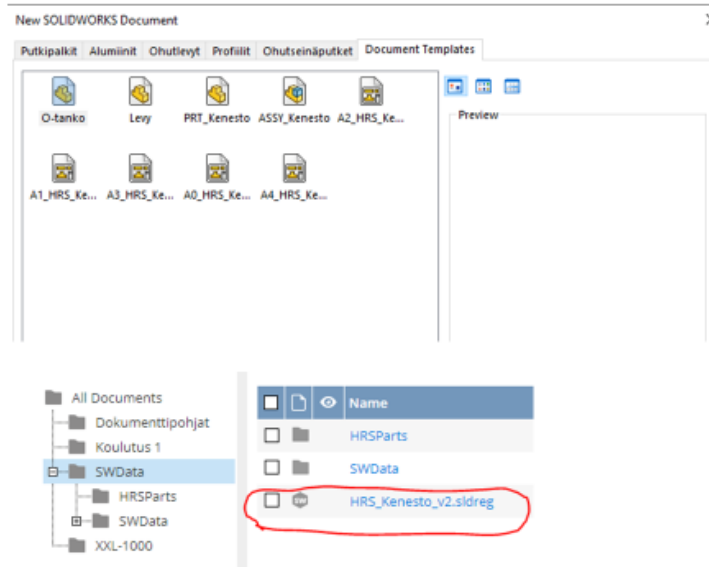 New SOLIDWORKS Document
Putkipalkit Alumiinit Ohutlevyt Profiilit Ohutseinäputket Document Templates
O-tanko Levy PRT_Kenesto ASSY_Kenesto A2_HRS_Ke...
Preview
A1_HRS_Ke... A3_HRS_Ke... A0_HRS_Ke... A4_HRS_Ke...
All Documents
Dokumenttipohjat
Koulutus 1
SWData
HRSParts
SWData
XXL-1000
Name
HRSParts
SWData
SW HRS_Kenesto_v2.sldreg